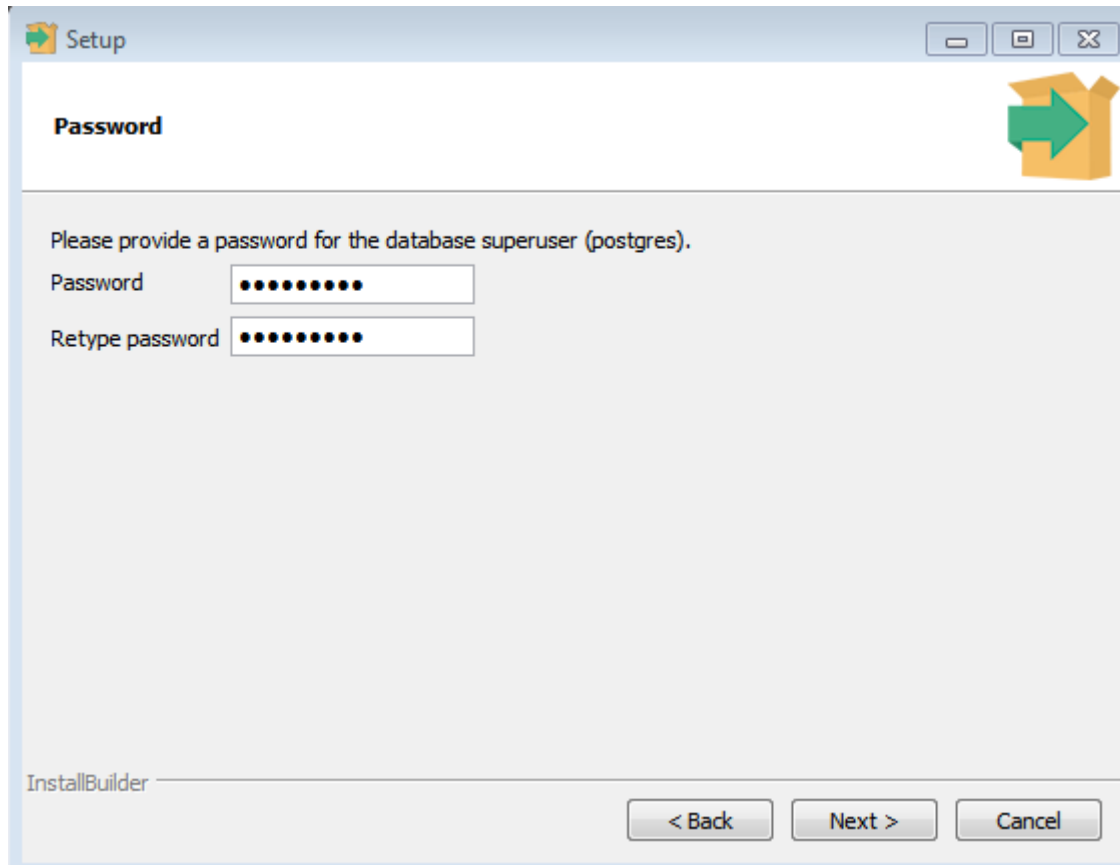 Setup
Password
Please provide a password for the database superuser (postgres).
Password •••••••••
Retype password •••••••••
InstallBuilder
< Back Next > Cancel